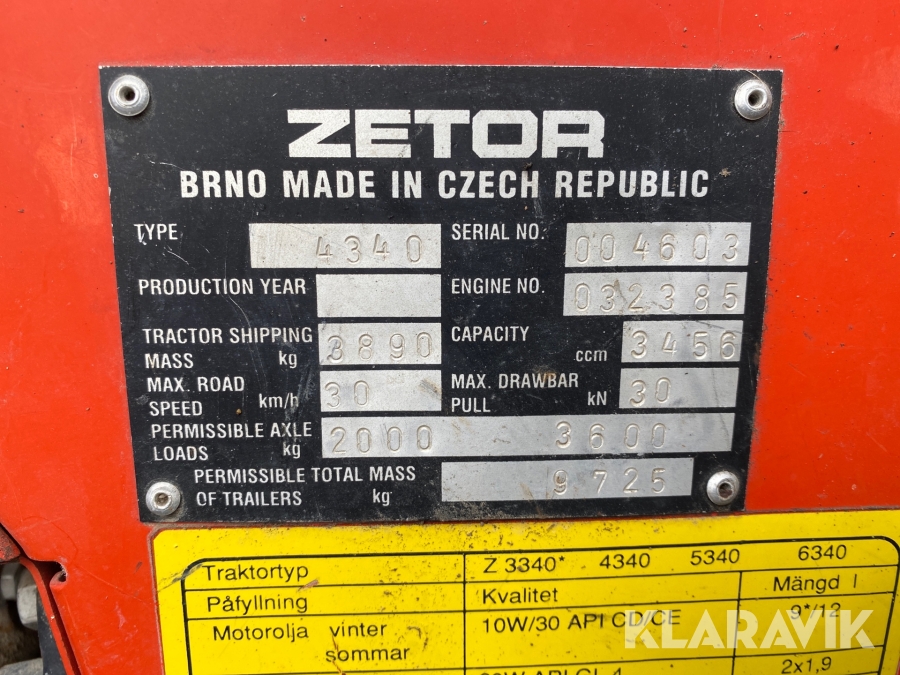 ZETOR
BRNO MADE IN CZECH REPUBLIC
TYPE 4340 SERIAL NO. 004603
PRODUCTION YEAR ENGINE NO. 032385
TRACTOR SHIPPING MASS kg 3890 CAPACITY ccm 3456
MAX. ROAD SPEED km/h 30 MAX. DRAWBAR PULL kN 30
PERMISSIBLE AXLE LOADS kg 2000 3600
PERMISSIBLE TOTAL MASS OF TRAILERS kg 9725
Traktortyp Z 3340* 4340 5340 6340
Påfyllning Kvalitet Mängd l
Motorolja vinter 10W/30 API CD/CE 9*/12
sommar
2x1,9
KLARAVIK